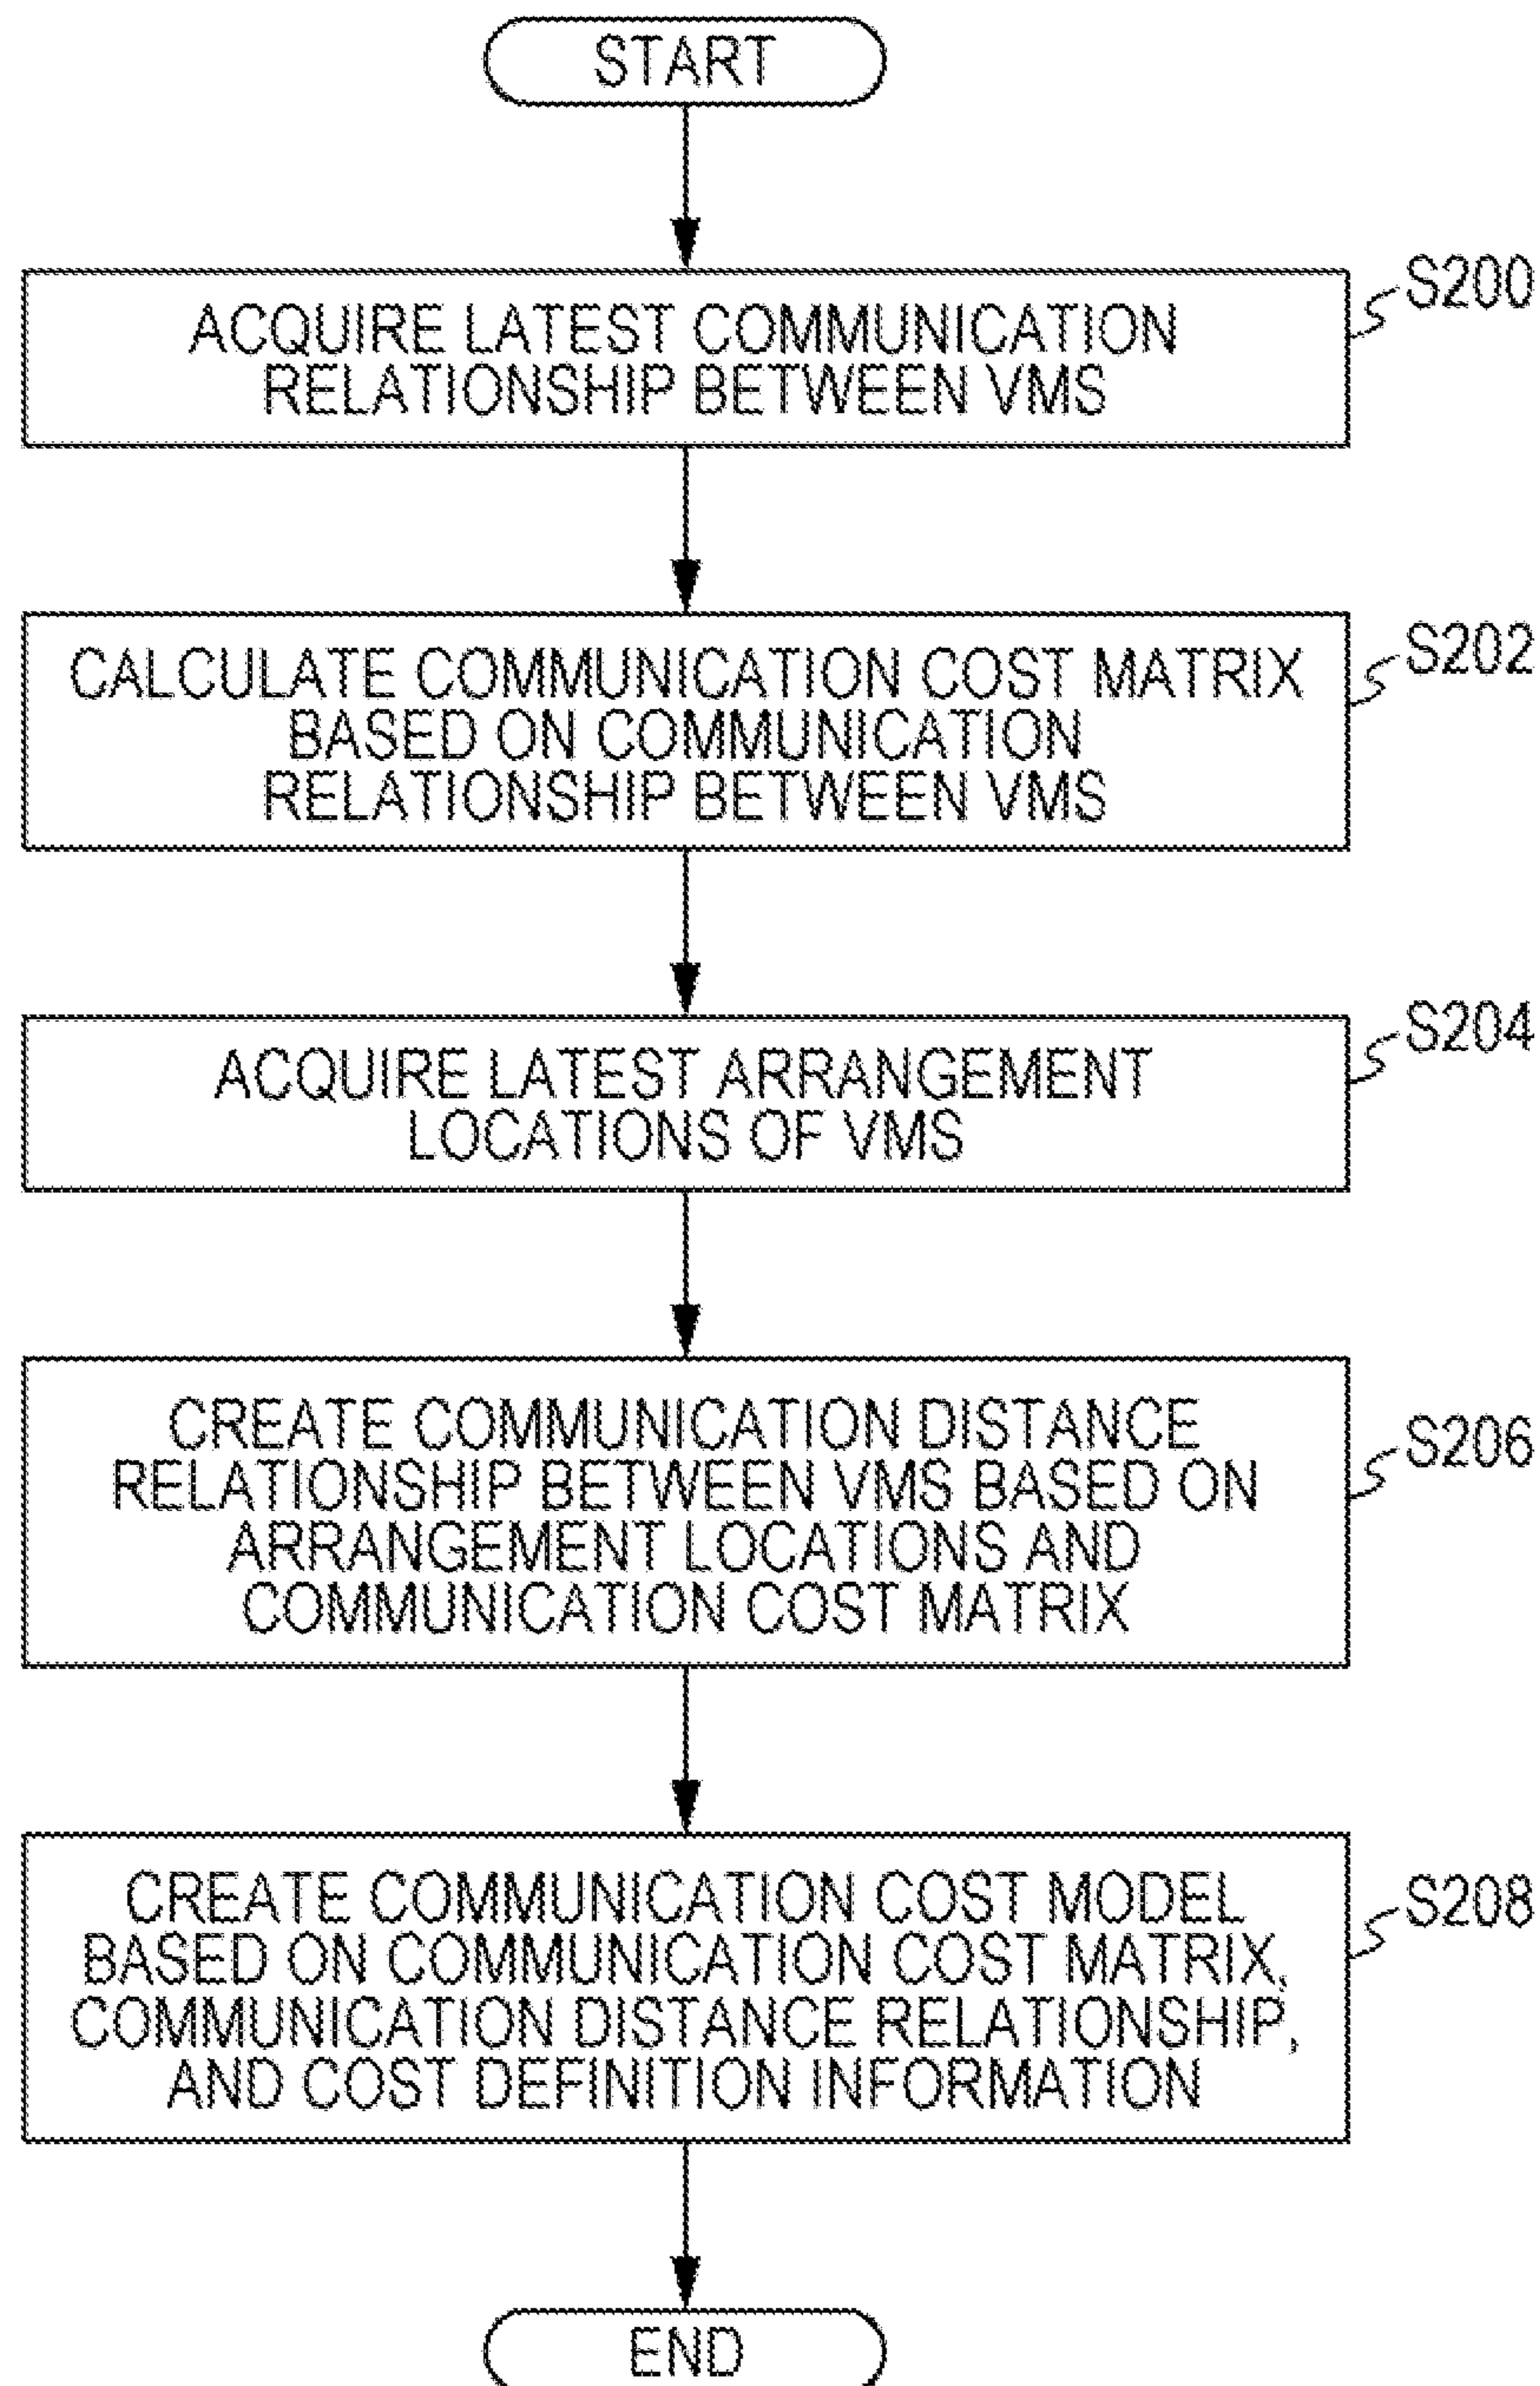 START
S200
ACQUIRE LATEST COMMUNICATION
RELATIONSHIP BETWEEN VMS
S202
CALCULATE COMMUNICATION COST MATRIX
BASED ON COMMUNICATION
RELATIONSHIP BETWEEN VMS
S204
ACQUIRE LATEST ARRANGEMENT
LOCATIONS OF VMS
S206
CREATE COMMUNICATION DISTANCE
RELATIONSHIP BETWEEN VMS BASED ON
ARRANGEMENT LOCATIONS AND
COMMUNICATION COST MATRIX
S208
CREATE COMMUNICATION COST MODEL
BASED ON COMMUNICATION COST MATRIX,
COMMUNICATION DISTANCE RELATIONSHIP,
AND COST DEFINITION INFORMATION
END